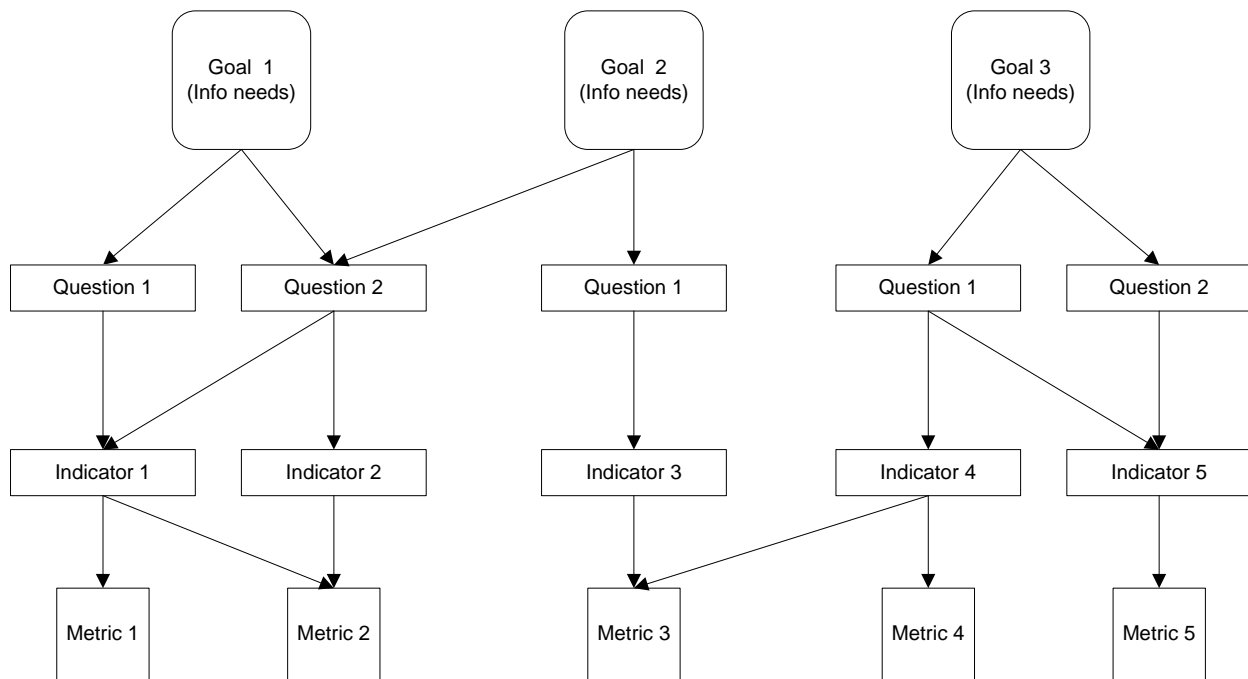 Goal 1
(Info needs)
Goal 2
(Info needs)
Goal 3
(Info needs)
Question 1
Question 2
Question 1
Question 1
Question 2
Indicator 1
Indicator 2
Indicator 3
Indicator 4
Indicator 5
Metric 1
Metric 2
Metric 3
Metric 4
Metric 5